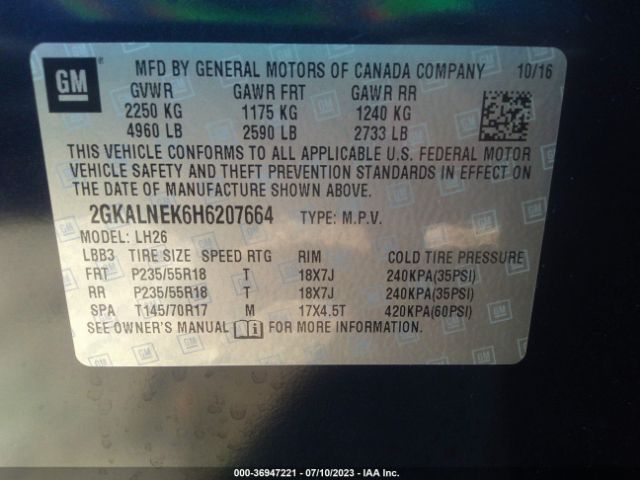 GM MFD BY GENERAL MOTORS OF CANADA COMPANY 10/16
GVWR GAWR FRT GAWR RR
2250 KG 1175 KG 1240 KG
4960 LB 2590 LB 2733 LB
THIS VEHICLE CONFORMS TO ALL APPLICABLE U.S. FEDERAL MOTOR
VEHICLE SAFETY AND THEFT PREVENTION STANDARDS IN EFFECT ON
THE DATE OF MANUFACTURE SHOWN ABOVE.
2GKALNEK6H6207664 TYPE: M.P.V.
MODEL: LH26
LBB3 TIRE SIZE SPEED RTG RIM COLD TIRE PRESSURE
FRT P235/55R18 T 18X7J 240KPA(35PSI)
RR P235/55R18 T 18X7J 240KPA(35PSI)
SPA T145/70R17 M 17X4.5T 420KPA(60PSI)
SEE OWNER'S MANUAL FOR MORE INFORMATION.
000-36947221 - 07/10/2023 - IAA Inc.